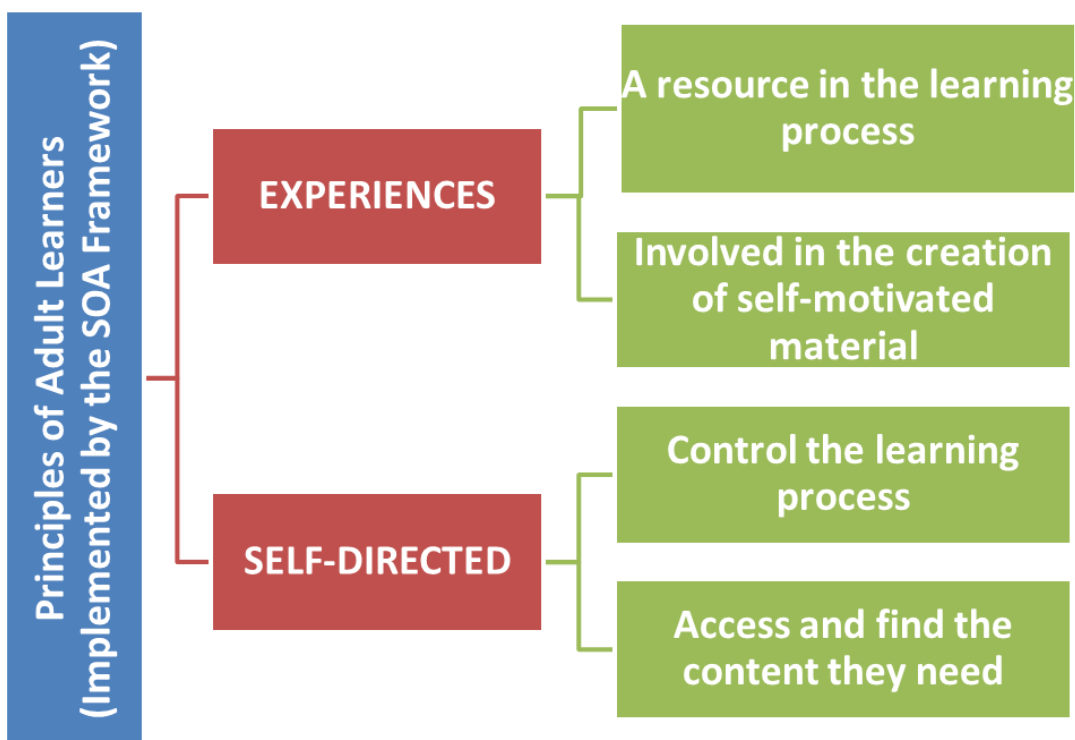 Principles of Adult Learners
(Implemented by the SOA Framework)
EXPERIENCES
A resource in the learning
process
Involved in the creation
of self-motivated
material
SELF-DIRECTED
Control the learning
process
Access and find the
content they need